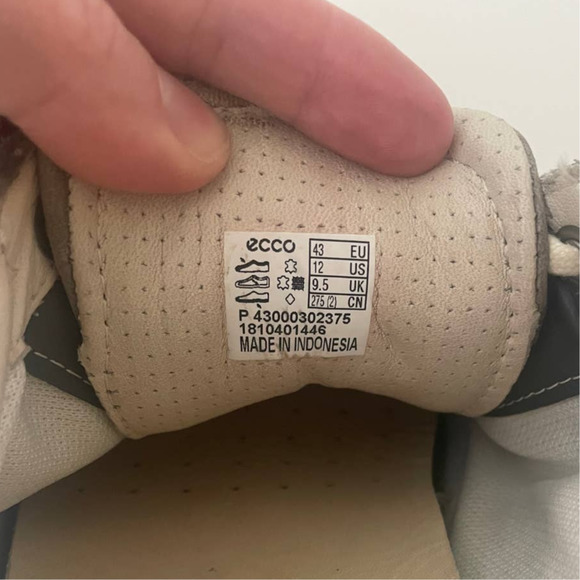 ecco
43 EU
12 US
9.5 UK
275 (2) CN
P 43000302375
1810401446
MADE IN INDONESIA